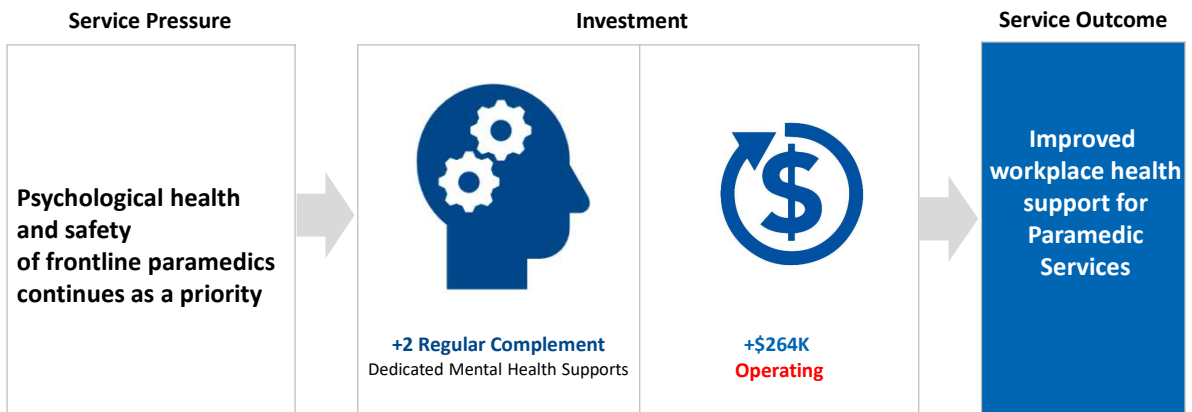 Service Pressure
Investment
Service Outcome
Psychological health
and safety
of frontline paramedics
continues as a priority
$
+2 Regular Complement
Dedicated Mental Health Supports
+$264K
Operating
Improved
workplace health
support for
Paramedic
Services